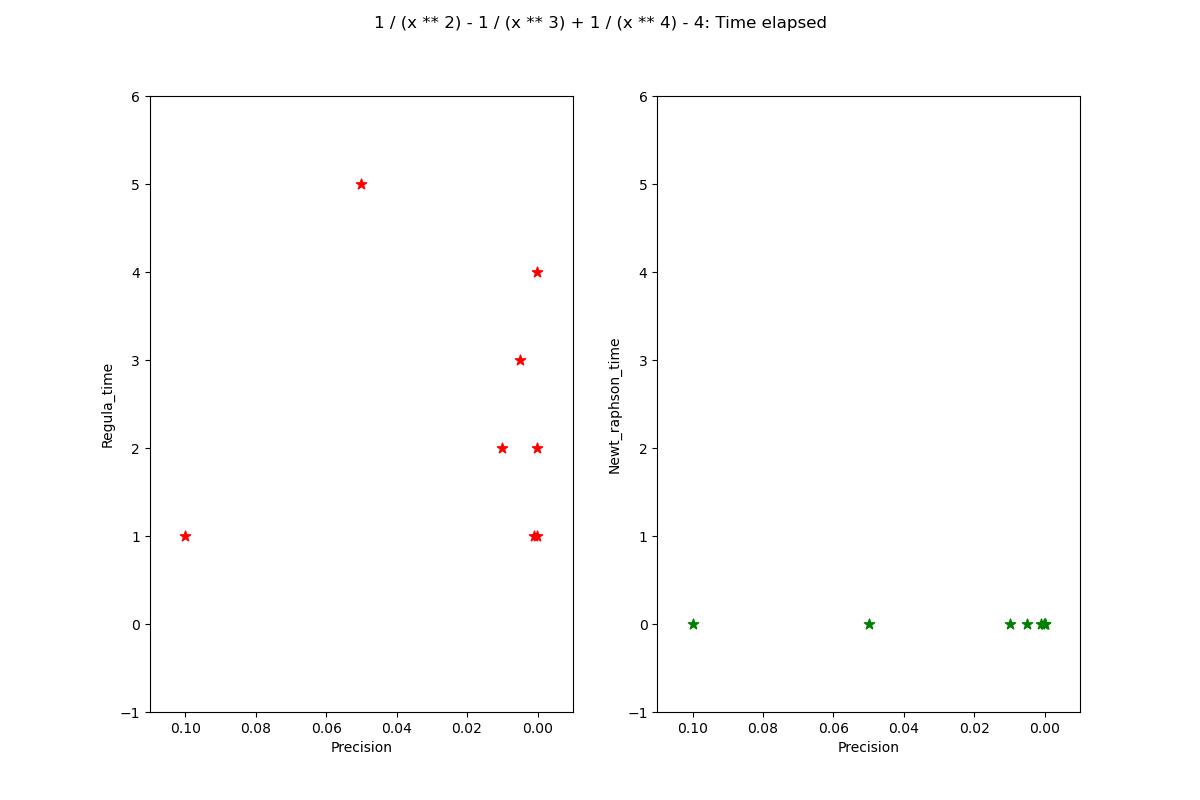 1 / (x ** 2) - 1 / (x ** 3) + 1 / (x ** 4) - 4: Time elapsed
6
5
4
3
2
1
0
−1
Regula_time
0.10 0.08 0.06 0.04 0.02 0.00
Precision
6
5
4
3
2
1
0
−1
Newt_raphson_time
0.10 0.08 0.06 0.04 0.02 0.00
Precision